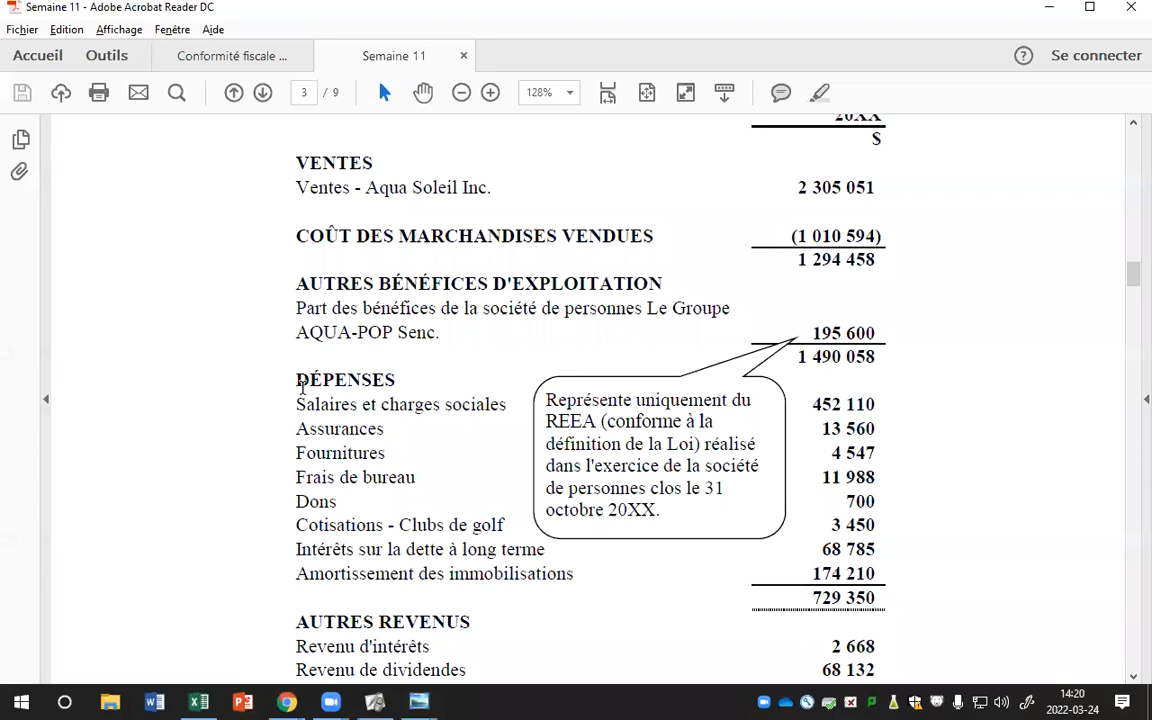 Semaine 11 - Adobe Acrobat Reader DC
Fichier Edition Affichage Fenêtre Aide
Accueil Outils Conformité fiscale ... Semaine 11 × ? Se connecter
3 / 9 128%
20XX
$
VENTES
Ventes - Aqua Soleil Inc. 2 305 051
COÛT DES MARCHANDISES VENDUES (1 010 594)
1 294 458
AUTRES BÉNÉFICES D'EXPLOITATION
Part des bénéfices de la société de personnes Le Groupe
AQUA-POP Senc. 195 600
1 490 058
DÉPENSES
Salaires et charges sociales 452 110
Assurances 13 560
Fournitures 4 547
Frais de bureau 11 988
Dons 700
Cotisations - Clubs de golf 3 450
Intérêts sur la dette à long terme 68 785
Amortissement des immobilisations 174 210
729 350
Représente uniquement du
REEA (conforme à la
définition de la Loi) réalisé
dans l'exercice de la société
de personnes clos le 31
octobre 20XX.
AUTRES REVENUS
Revenu d'intérêts 2 668
Revenu de dividendes 68 132
14:20
2022-03-24